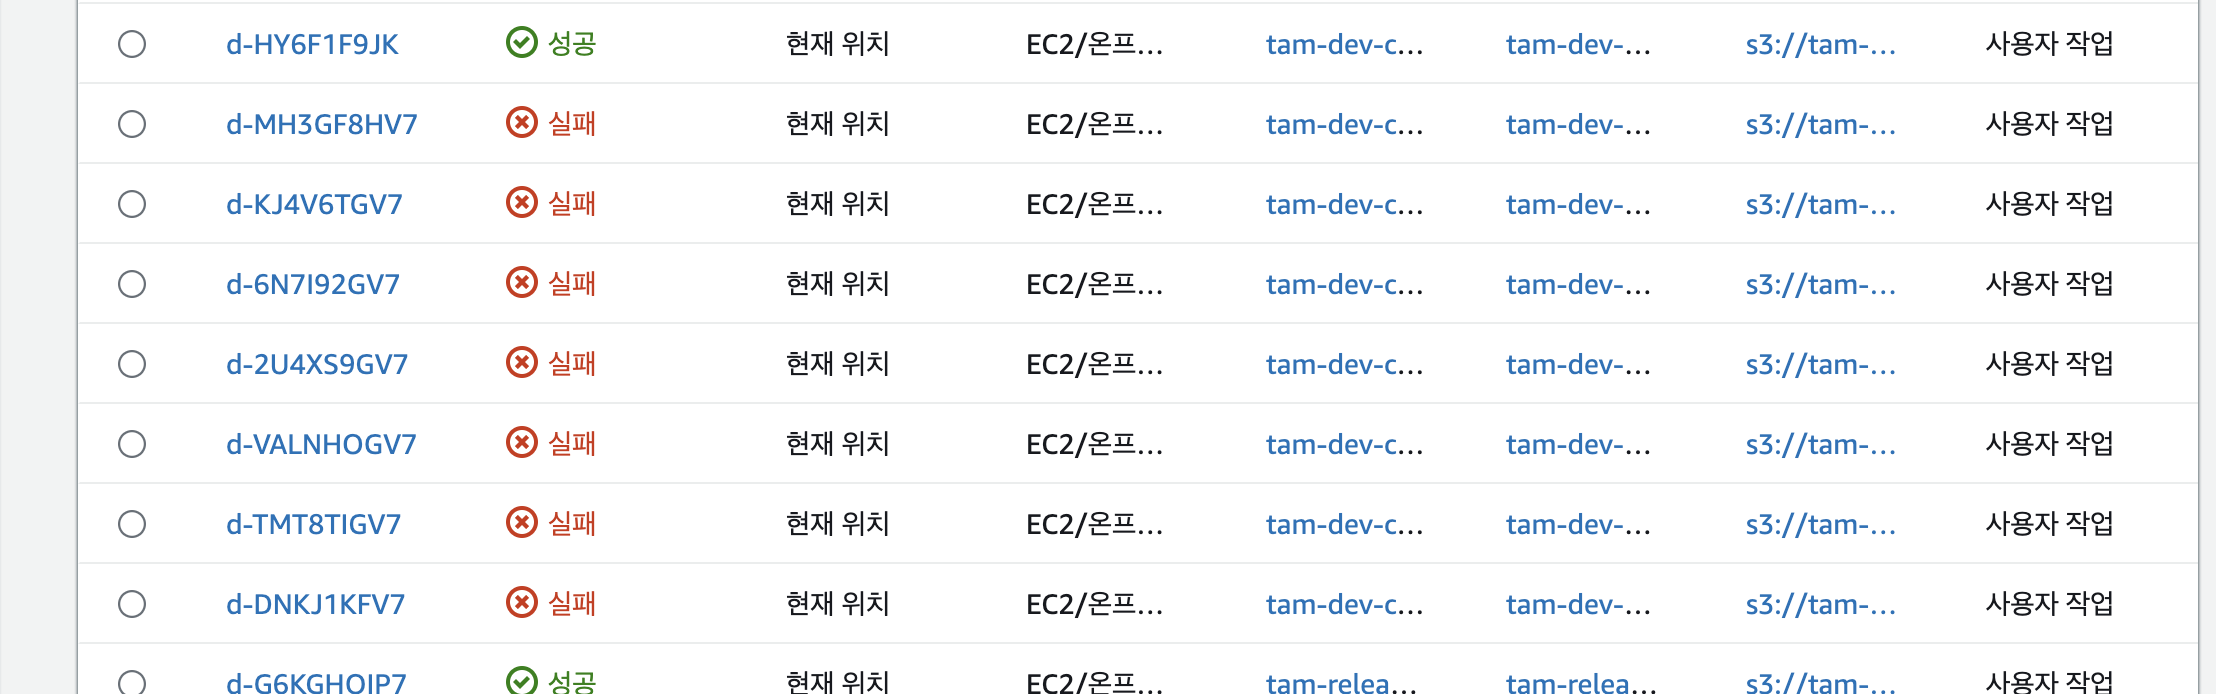 d-HY6F1F9JK 성공 현재 위치 EC2/온프... tam-dev-c... tam-dev-... s3://tam-... 사용자 작업
d-MH3GF8HV7 실패 현재 위치 EC2/온프... tam-dev-c... tam-dev-... s3://tam-... 사용자 작업
d-KJ4V6TGV7 실패 현재 위치 EC2/온프... tam-dev-c... tam-dev-... s3://tam-... 사용자 작업
d-6N7I92GV7 실패 현재 위치 EC2/온프... tam-dev-c... tam-dev-... s3://tam-... 사용자 작업
d-2U4XS9GV7 실패 현재 위치 EC2/온프... tam-dev-c... tam-dev-... s3://tam-... 사용자 작업
d-VALNHOGV7 실패 현재 위치 EC2/온프... tam-dev-c... tam-dev-... s3://tam-... 사용자 작업
d-TMT8TIGV7 실패 현재 위치 EC2/온프... tam-dev-c... tam-dev-... s3://tam-... 사용자 작업
d-DNKJ1KFV7 실패 현재 위치 EC2/온프... tam-dev-c... tam-dev-... s3://tam-... 사용자 작업
d-G6KGHOIP7 성공 현재 위치 EC2/온프... tam-relea... tam-relea... s3://tam-... 사용자 작업